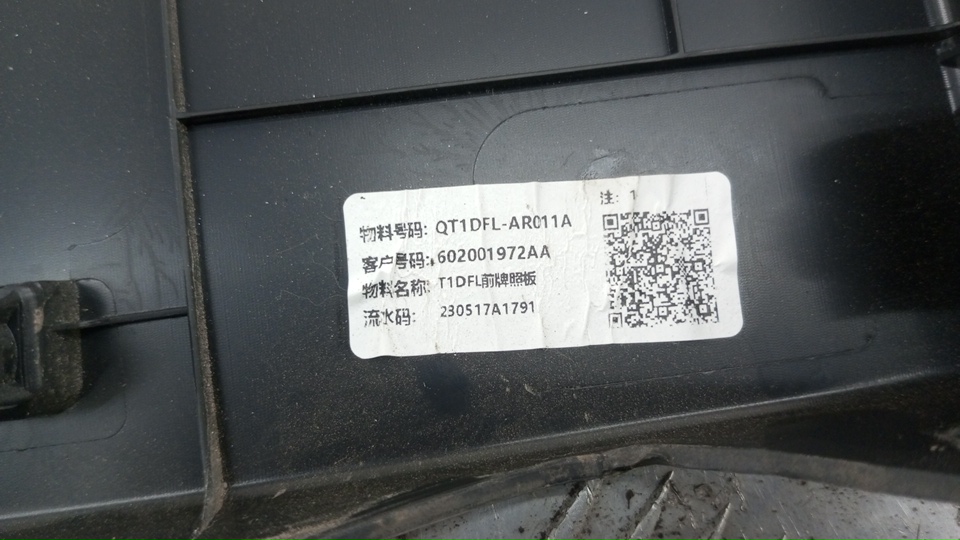 注: 1
物料号码: QT1DFL-AR011A
客户号码: 602001972AA
物料名称: T1DFL前牌照板
流水码: 230517A1791